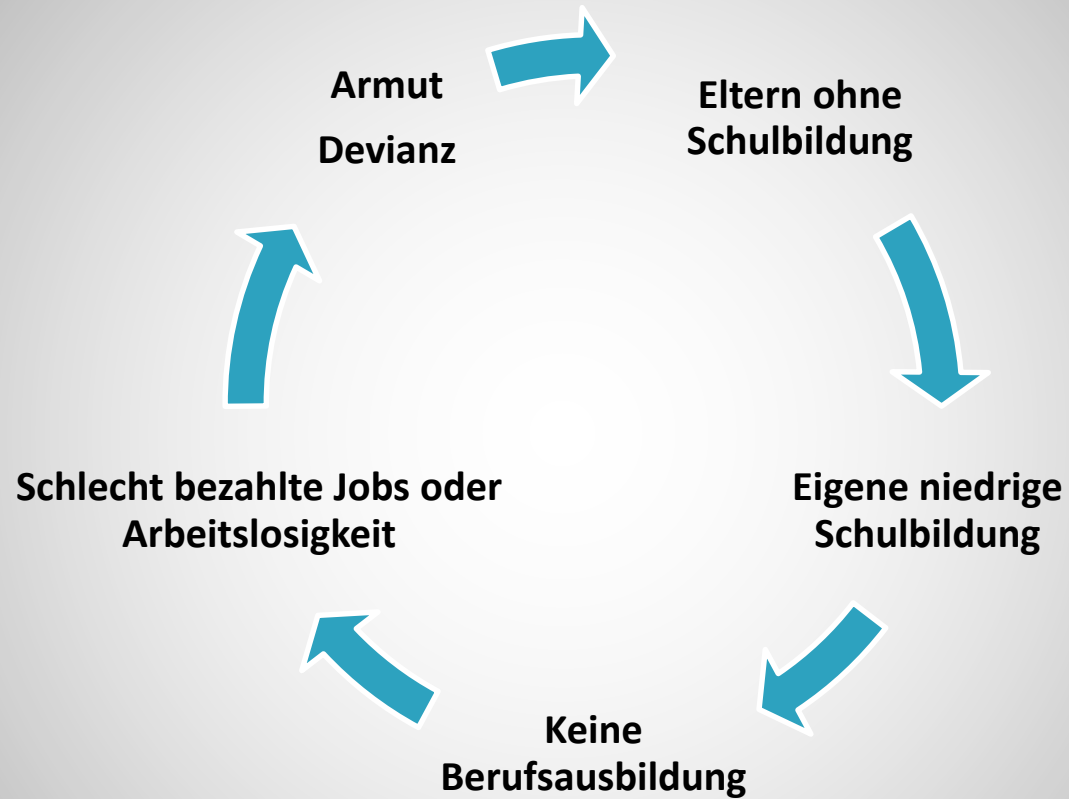 Armut
Devianz
Eltern ohne
Schulbildung
Eigene niedrige
Schulbildung
Keine
Berufsausbildung
Schlecht bezahlte Jobs oder
Arbeitslosigkeit